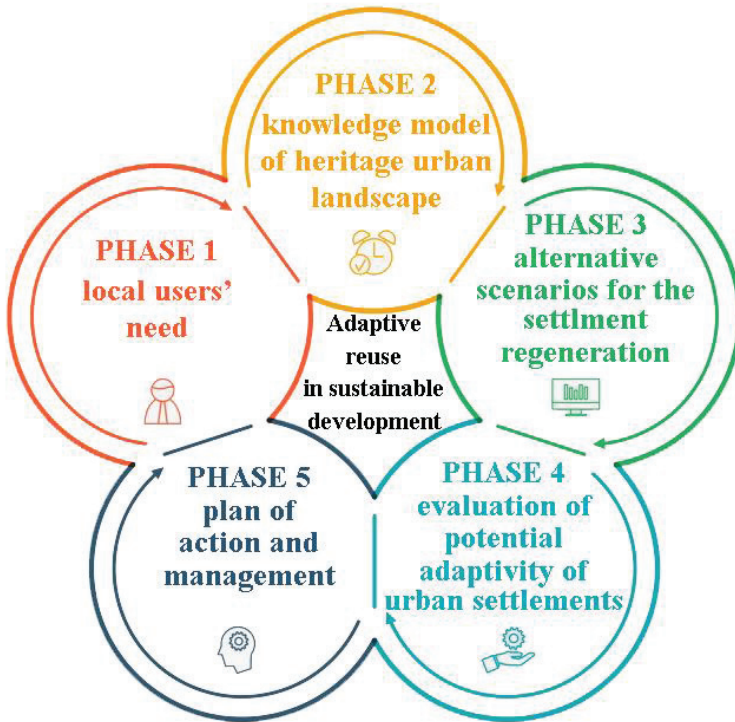 PHASE 1
local users’
need
PHASE 2
knowledge model
of heritage urban
landscape
PHASE 3
alternative
scenarios for the
settlment
regeneration
PHASE 4
evaluation of
potential
adaptivity of
urban settlements
PHASE 5
plan of
action and
management
Adaptive
reuse
in sustainable
development